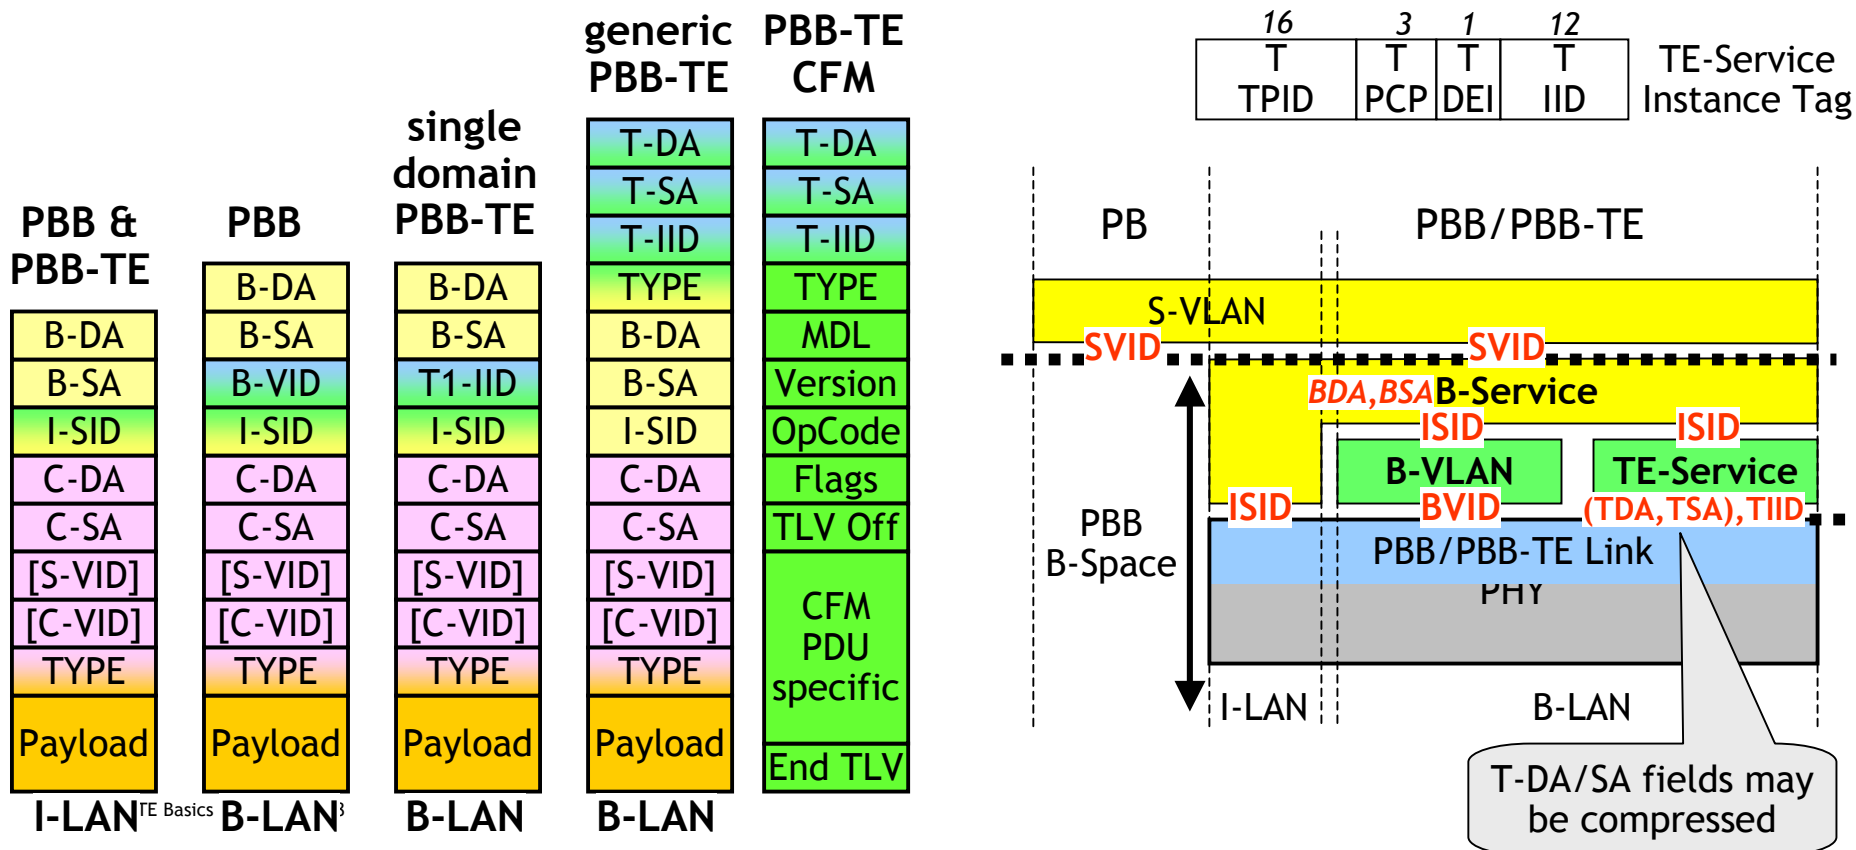 PBB &
PBB-TE
B-DA
B-SA
I-SID
C-DA
C-SA
[S-VID]
[C-VID]
TYPE
Payload
I-LAN
TE Basics
PBB
B-DA
B-SA
B-VID
I-SID
C-DA
C-SA
[S-VID]
[C-VID]
TYPE
Payload
B-LAN
single
domain
PBB-TE
B-DA
B-SA
T1-IID
I-SID
C-DA
C-SA
[S-VID]
[C-VID]
TYPE
Payload
B-LAN
generic
PBB-TE
T-DA
T-SA
T-IID
TYPE
B-DA
B-SA
I-SID
C-DA
C-SA
[S-VID]
[C-VID]
TYPE
Payload
B-LAN
PBB-TE
CFM
T-DA
T-SA
T-IID
TYPE
MDL
Version
OpCode
Flags
TLV Off
CFM
PDU
specific
End TLV
16 3 1 12
T T T T
TPID PCP DEI IID
TE-Service
Instance Tag
PB PBB/PBB-TE
S-VLAN
SVID SVID
BDA,BSA B-Service
ISID ISID
B-VLAN TE-Service
ISID BVID (TDA,TSA),TIID
PBB
B-Space
PBB/PBB-TE Link
PHY
I-LAN B-LAN
T-DA/SA fields may
be compressed